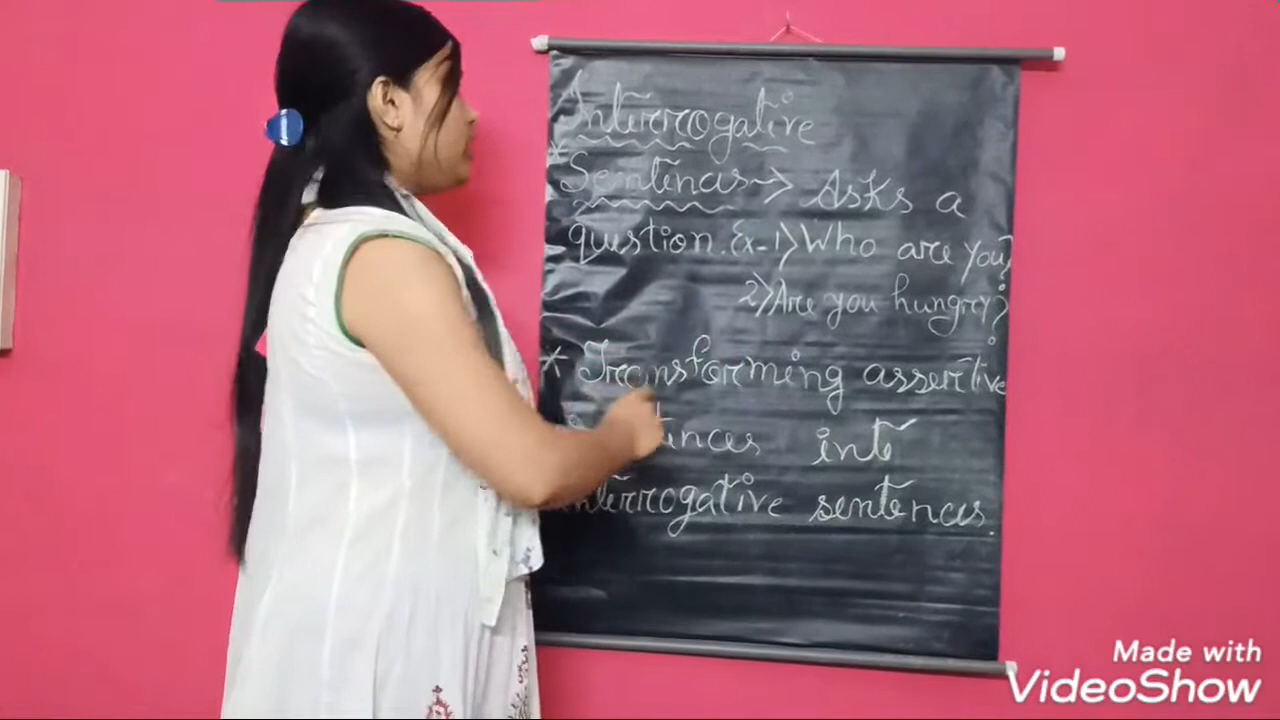 Interrogative
* Sentences -> Asks a
question. Ex-1) Who are you?
2) Are you hungry?
* Transforming assertive
into
interrogative sentences.
Made with
VideoShow